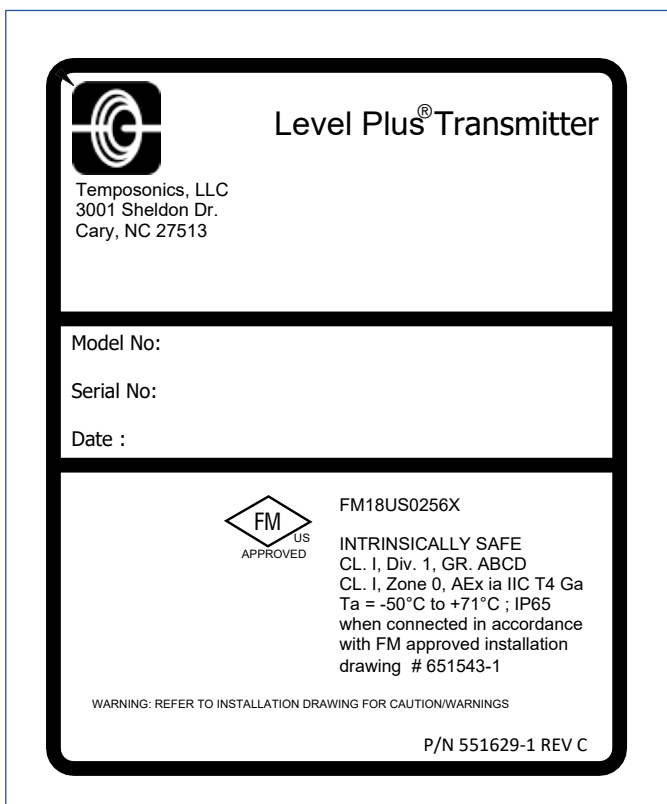 Level Plus® Transmitter
Temposonics, LLC
3001 Sheldon Dr.
Cary, NC 27513
Model No:
Serial No:
Date :
FM
US
APPROVED
FM18US0256X
INTRINSICALLY SAFE
CL. I, Div. 1, GR. ABCD
CL. I, Zone 0, AEx ia IIC T4 Ga
Ta = -50°C to +71°C ; IP65
when connected in accordance
with FM approved installation
drawing # 651543-1
WARNING: REFER TO INSTALLATION DRAWING FOR CAUTION/WARNINGS
P/N 551629-1 REV C